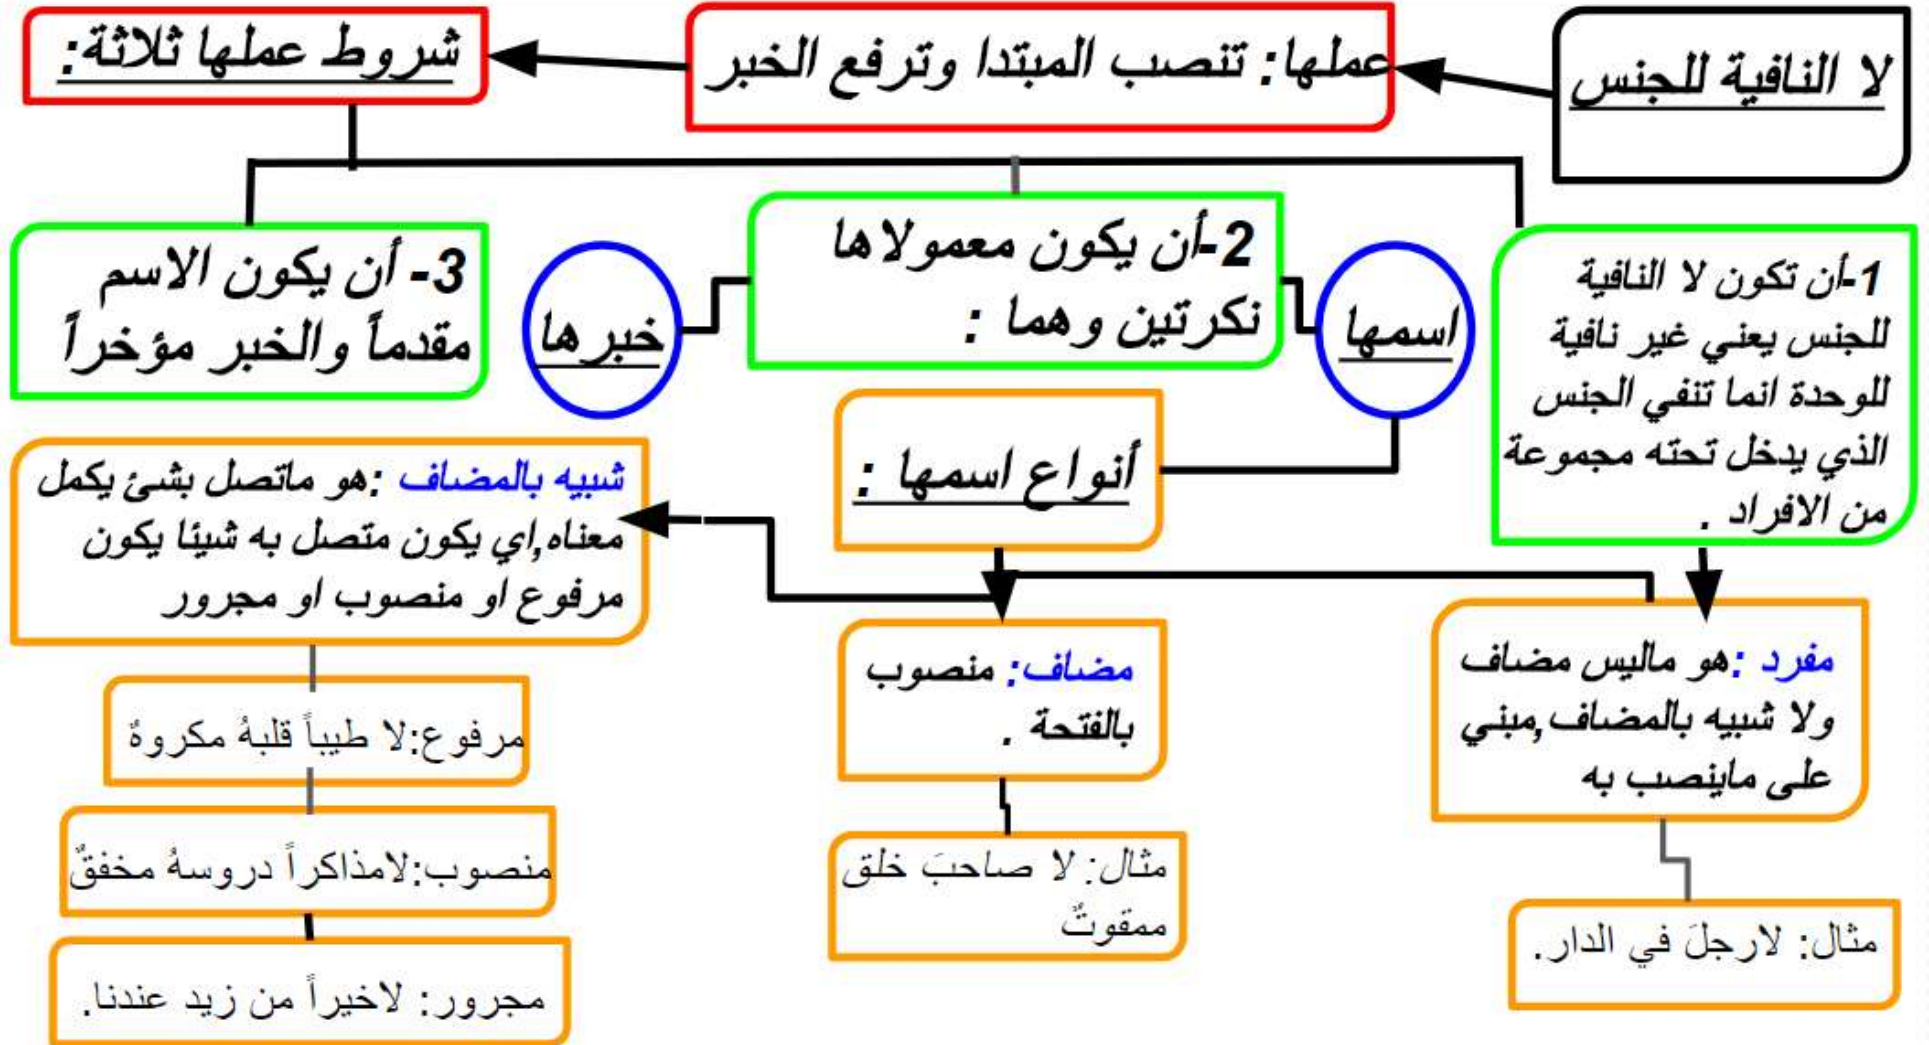 لا النافية للجنس
عملها: تنصب المبتدا وترفع الخبر
شروط عملها ثلاثة:
1-أن تكون لا النافية
للجنس يعني غير نافية
للوحدة انما تنفي الجنس
الذي يدخل تحته مجموعة
من الافراد .
2-أن يكون معمولاها
نكرتين وهما :
3- أن يكون الاسم
مقدماً والخبر مؤخراً
اسمها
خبرها
أنواع اسمها :
مفرد :هو ماليس مضاف
ولا شبيه بالمضاف,مبني
على ماينصب به
مثال: لارجلَ في الدار.
مضاف: منصوب
بالفتحة .
مثال: لا صاحبَ خلق
ممقوتٌ
شبيه بالمضاف :هو ماتصل بشئ يكمل
معناه,اي يكون متصل به شيئا يكون
مرفوع او منصوب او مجرور
مرفوع:لا طيباً قلبهُ مكروهٌ
منصوب:لامذاكراً دروسهُ مخفقٌ
مجرور: لاخيراً من زيد عندنا.